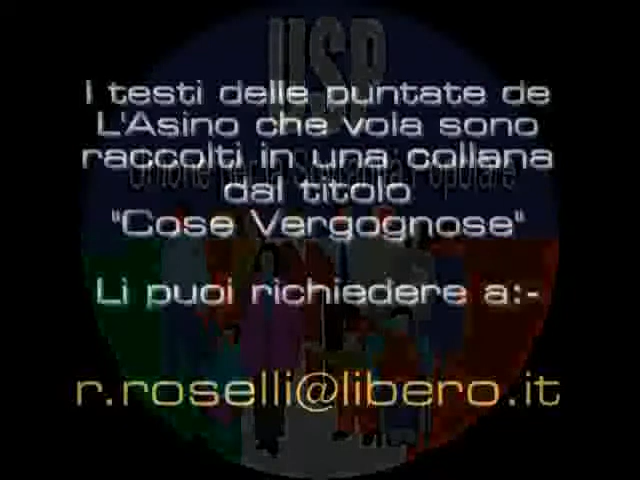 USP
I testi delle puntate de
L'Asino che vola sono
raccolti in una collana
dal titolo
"Cose Vergognose"
Li puoi richiedere a:-
r.roselli@libero.it